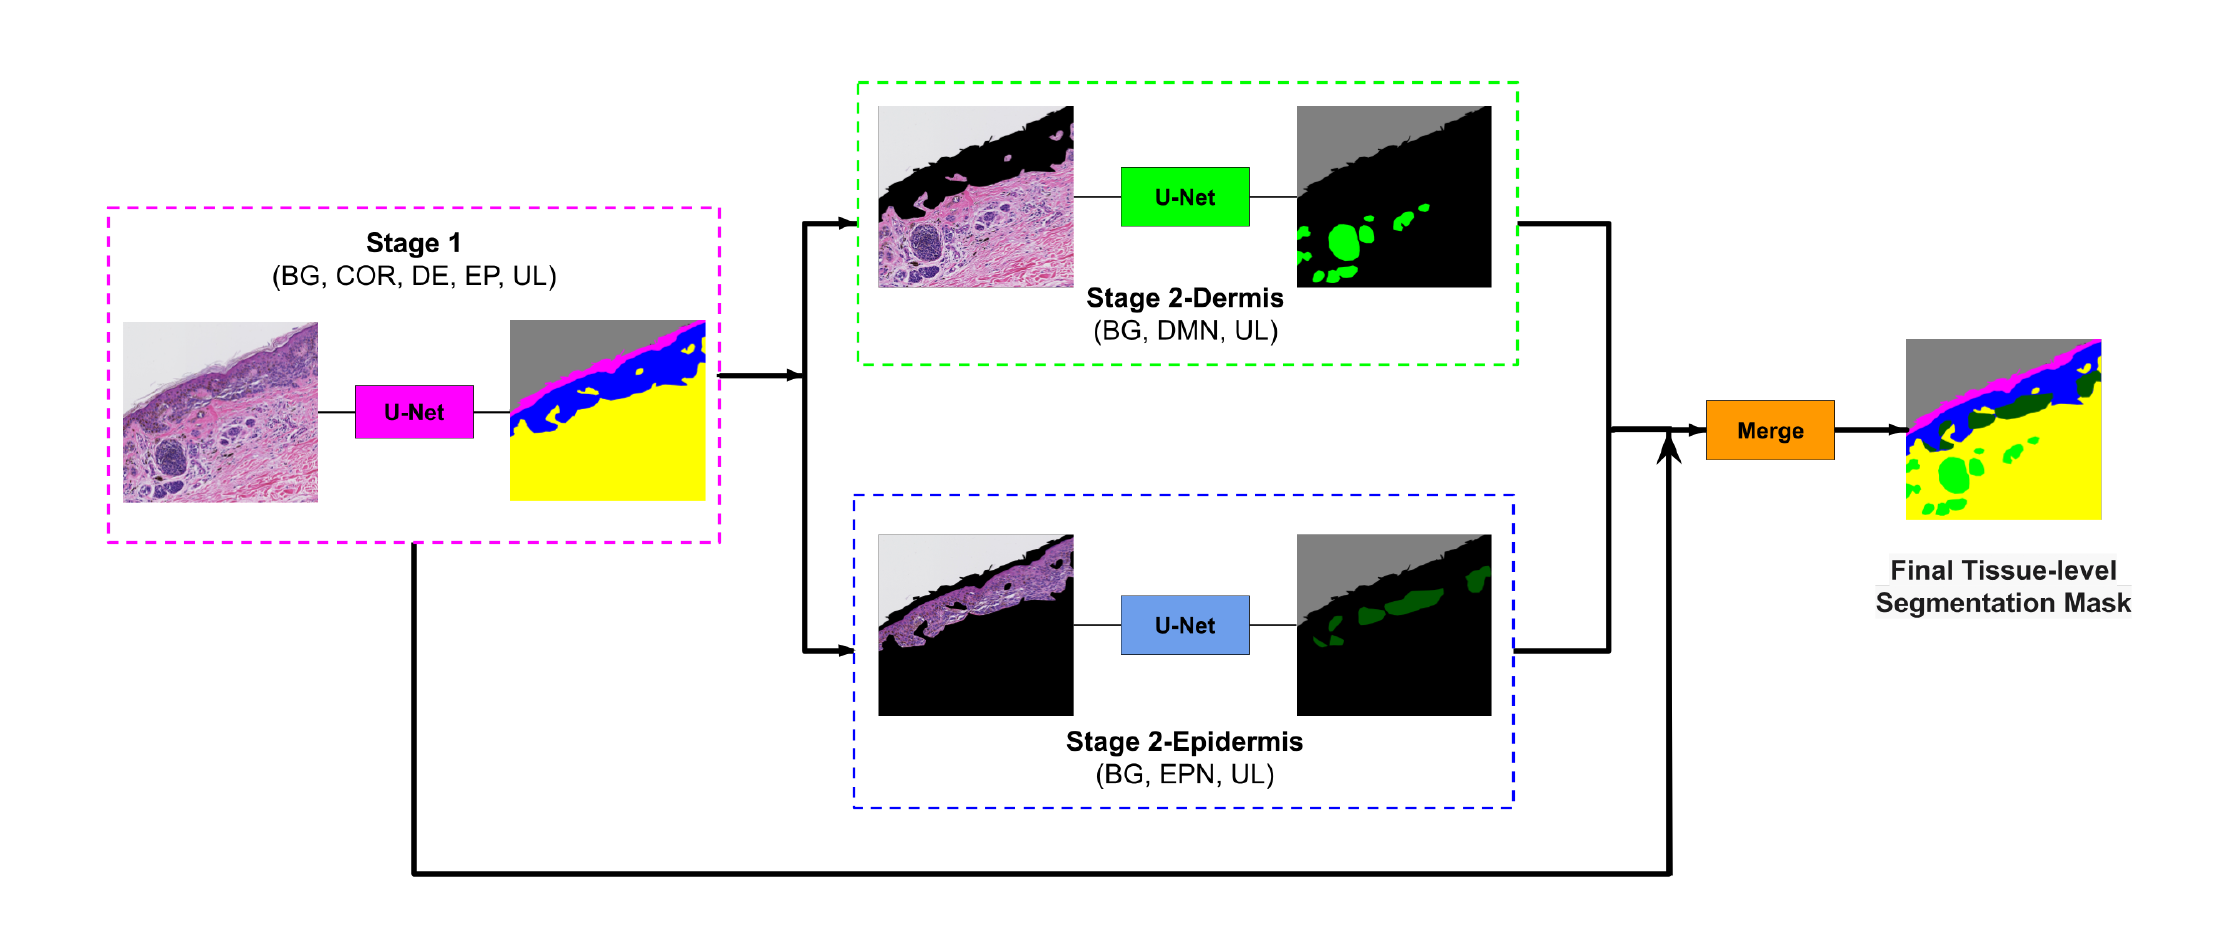 Stage 1
(BG, COR, DE, EP, UL)
U-Net
U-Net
Stage 2-Dermis
(BG, DMN, UL)
U-Net
Stage 2-Epidermis
(BG, EPN, UL)
Merge
Final Tissue-level
Segmentation Mask